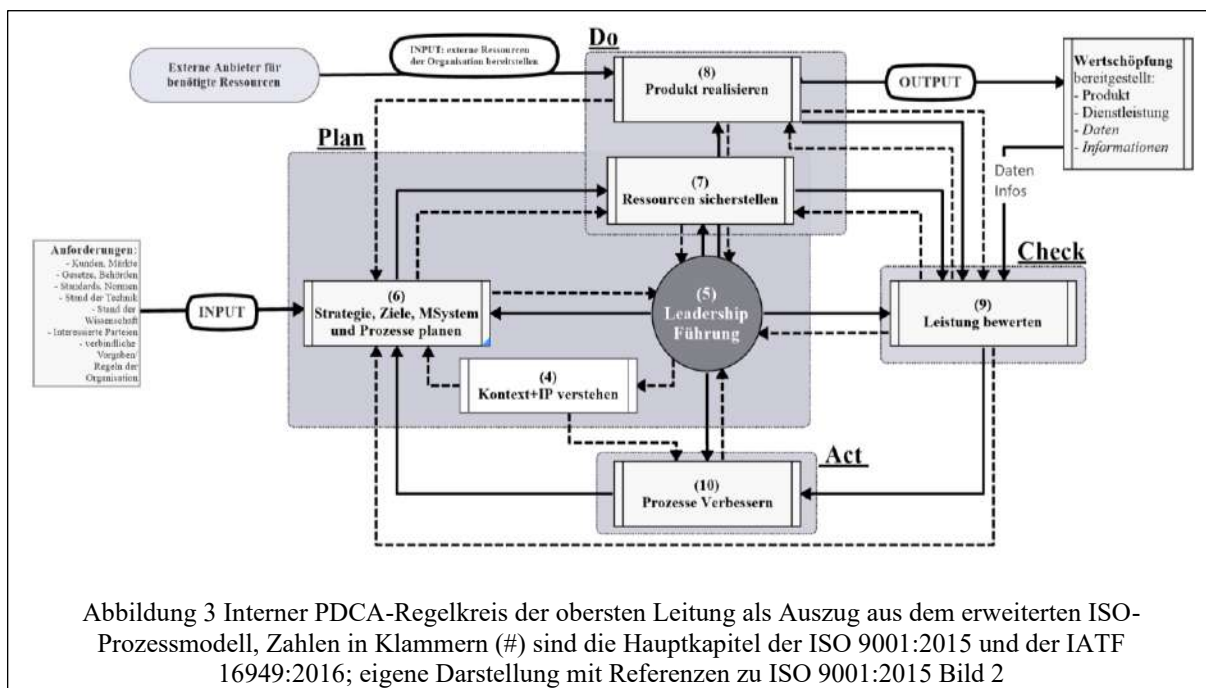 Do
Externe Anbieter für
benötigte Ressourcen
INPUT: externe Ressourcen
der Organisation bereitstellen
(8)
Produkt realisieren
OUTPUT
Wertschöpfung
bereitgestellt:
- Produkt
- Dienstleistung
- Daten
- Informationen
Plan
(7)
Ressourcen sicherstellen
Daten
Infos
Check
Anforderungen:
- Kunden, Märkte
- Gesetze, Behörden
- Standards, Normen
- Stand der Technik
- Stand der
Wissenschaft
- Interessierte Parteien
- verbindliche
Vorgaben/
Regeln der
Organisation
INPUT
(6)
Strategie, Ziele, MSystem
und Prozesse planen
(5)
Leadership
Führung
(9)
Leistung bewerten
(4)
Kontext+IP verstehen
Act
(10)
Prozesse Verbessern
Abbildung 3 Interner PDCA-Regelkreis der obersten Leitung als Auszug aus dem erweiterten ISO-
Prozessmodell, Zahlen in Klammern (#) sind die Hauptkapitel der ISO 9001:2015 und der IATF
16949:2016; eigene Darstellung mit Referenzen zu ISO 9001:2015 Bild 2